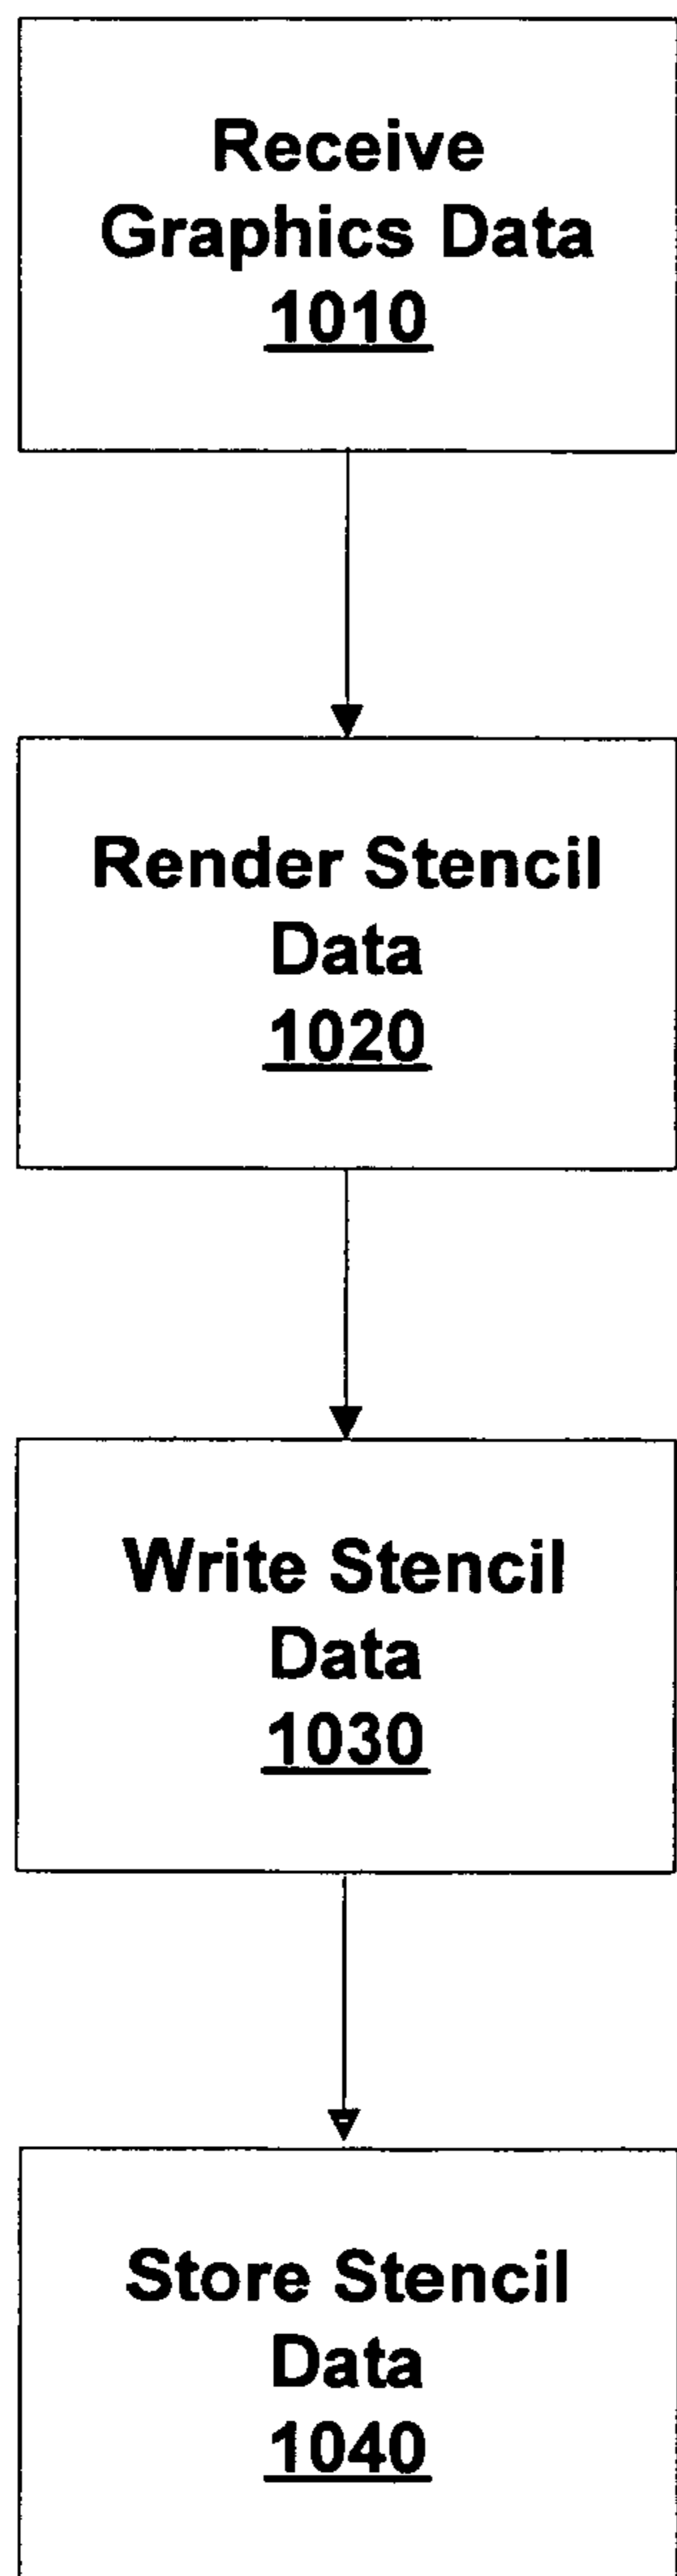 Receive
Graphics Data
1010
Render Stencil
Data
1020
Write Stencil
Data
1030
Store Stencil
Data
1040